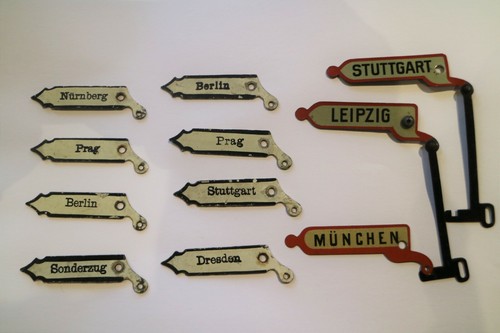 Nürnberg
Prag
Berlin
Sonderzug
Berlin
Prag
Stuttgart
Dresden
STUTTGART
LEIPZIG
MÜNCHEN